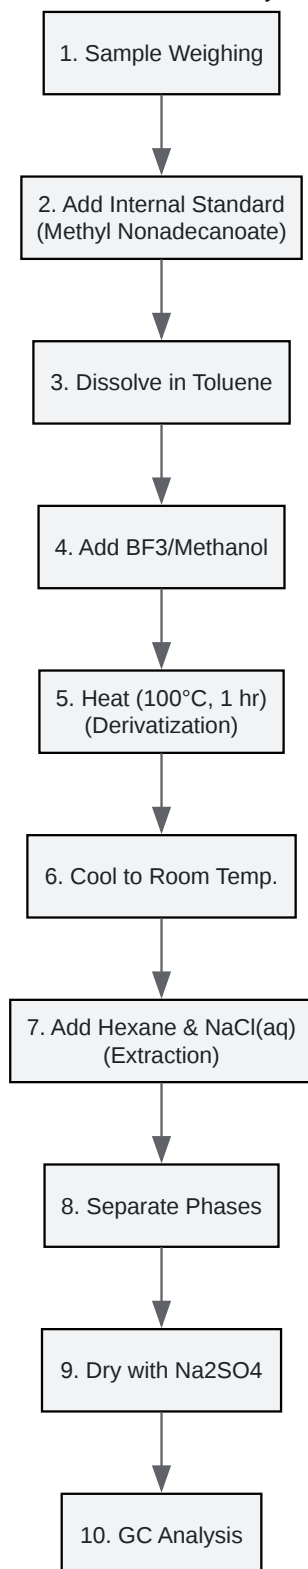 1. Sample Weighing
2. Add Internal Standard
(Methyl Nonadecanoate)
3. Dissolve in Toluene
4. Add BF3/Methanol
5. Heat (100°C, 1 hr)
(Derivatization)
6. Cool to Room Temp.
7. Add Hexane & NaCl(aq)
(Extraction)
8. Separate Phases
9. Dry with Na2SO4
10. GC Analysis